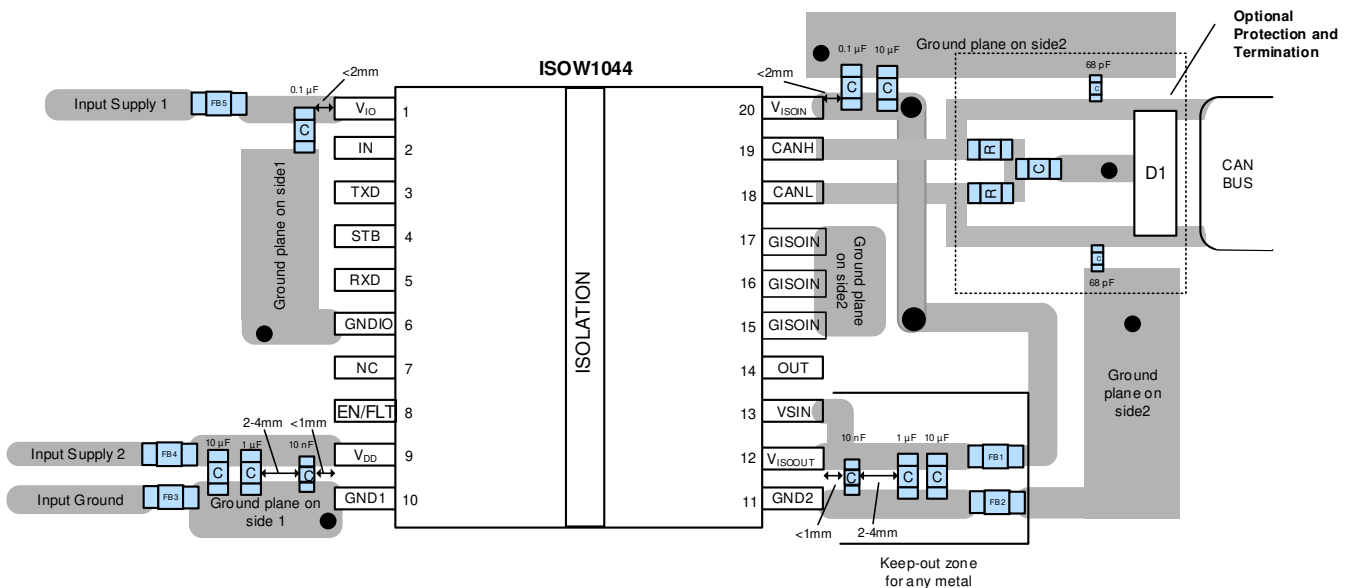 Optional
Protection and
Termination
ISOW1044
Ground plane on side2
0.1 µF
10 µF
68 pF
<2mm
<2mm
0.1 µF
Input Supply 1
FB5
C
C
C
C
VIO
1
IN
2
TXD
3
STB
4
RXD
5
GNDIO
6
NC
7
EN/FLT
8
VDD
9
GND1
10
Ground plane on side1
ISOLATION
20
VISOIN
19
CANH
18
CANL
17
GISOIN
16
GISOIN
15
GISOIN
14
OUT
13
VSIN
12
VISOOUT
11
GND2
Ground plane
on side2
R
R
C
D1
CAN
BUS
C
68 pF
Ground
plane on
side2
2-4mm
<1mm
10 µF
1 µF
10 nF
Input Supply 2
FB4
C
C
C
Input Ground
FB3
Ground plane on
side 1
10 nF
1 µF
10 µF
C
C
C
FB1
FB2
<1mm
2-4mm
Keep-out zone
for any metal